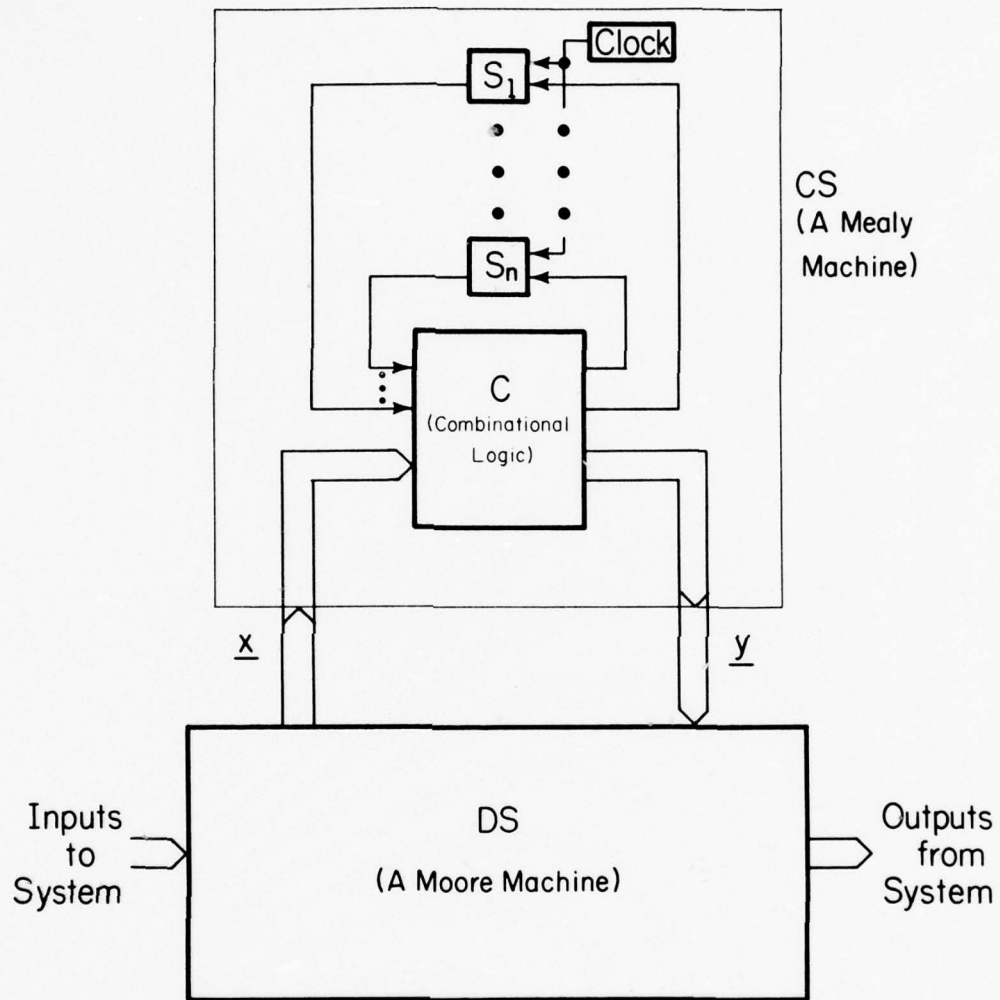 Clock
S1
CS
(A Mealy
Machine)
Sn
C
(Combinational
Logic)
x
y
Inputs
to
System
DS
(A Moore Machine)
Outputs
from
System